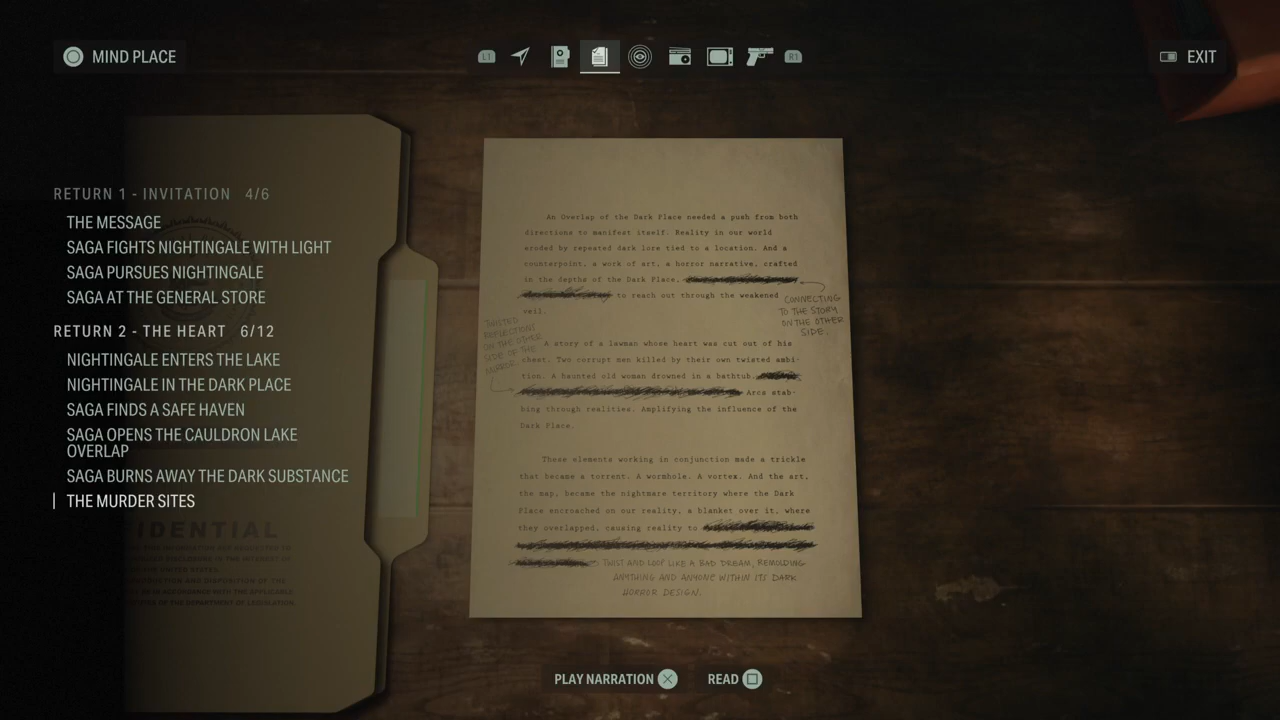 MIND PLACE
L1
R1
EXIT
RETURN 1 - INVITATION 4/6
THE MESSAGE
SAGA FIGHTS NIGHTINGALE WITH LIGHT
SAGA PURSUES NIGHTINGALE
SAGA AT THE GENERAL STORE
RETURN 2 - THE HEART 6/12
NIGHTINGALE ENTERS THE LAKE
NIGHTINGALE IN THE DARK PLACE
SAGA FINDS A SAFE HAVEN
SAGA OPENS THE CAULDRON LAKE
OVERLAP
SAGA BURNS AWAY THE DARK SUBSTANCE
THE MURDER SITES
IDENTIAL
An Overlap of the Dark Place needed a push from both
directions to manifest itself. Reality in our world
eroded by repeated dark lore tied to a location. And a
counterpoint, a work of art, a horror narrative, crafted
in the depths of the Dark Place,
to reach out through the weakened
veil.
CONNECTING
TO THE STORY
ON THE OTHER
SIDE.
TWISTED
REFLECTIONS
ON THE OTHER
SIDE OF THE
MIRROR
A story of a lawman whose heart was cut out of his
chest. Two corrupt men killed by their own twisted ambi-
tion. A haunted old woman drowned in a bathtub.
Arcs stab-
bing through realities. Amplifying the influence of the
Dark Place.
These elements working in conjunction made a trickle
that became a torrent. A wormhole. A vortex. And the art,
the map, became the nightmare territory where the Dark
Place encroached on our reality, a blanket over it, where
they overlapped, causing reality to
TWIST AND LOOP LIKE A BAD DREAM, REMOLDING
ANYTHING AND ANYONE WITHIN ITS DARK
HORROR DESIGN.
PLAY NARRATION
READ